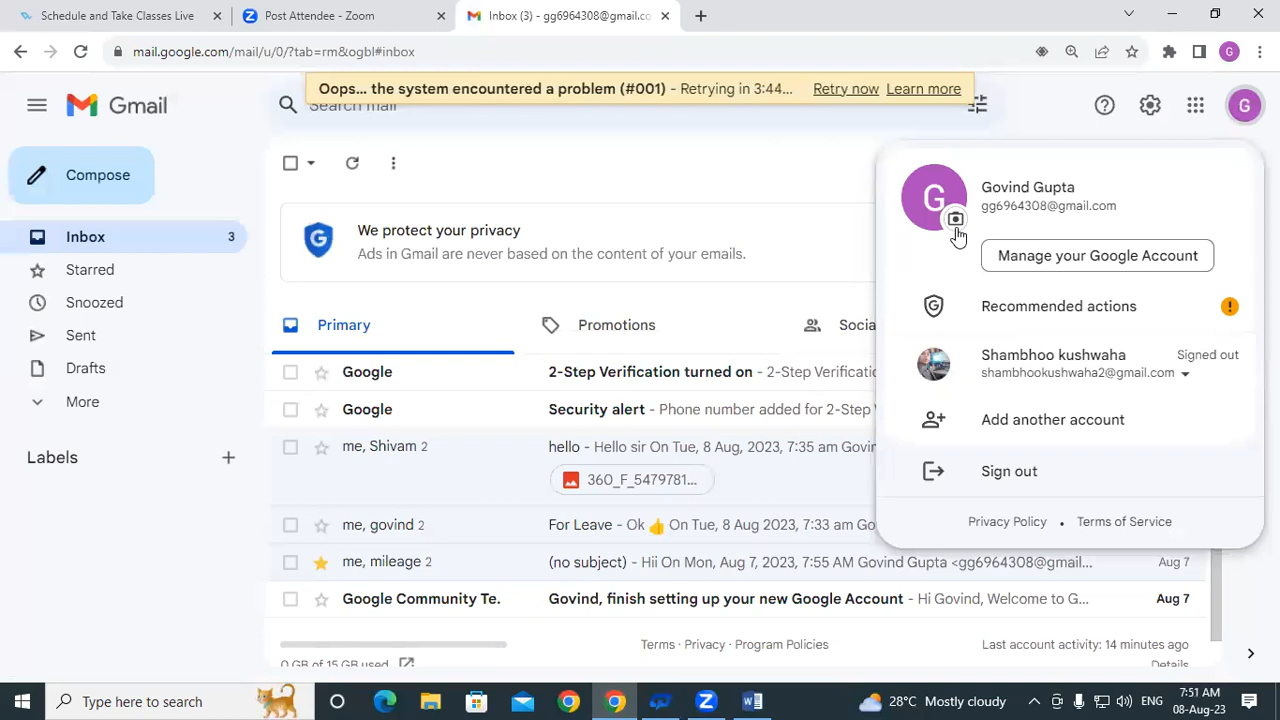 Schedule and Take Classes Live
Post Attendee - Zoom
Inbox (3) - gg6964308@gmail.co
mail.google.com/mail/u/0/?tab=rm&ogbl#inbox
G
Oops... the system encountered a problem (#001) - Retrying in 3:44... Retry now Learn more
Gmail
Search mail
G
Compose
Inbox 3
Starred
Snoozed
Sent
Drafts
More
Labels
We protect your privacy
Ads in Gmail are never based on the content of your emails.
Primary
Promotions
Socia
Google 2-Step Verification turned on - 2-Step Verificatic
Google Security alert - Phone number added for 2-Step
me, Shivam 2 hello - Hello sir On Tue, 8 Aug, 2023, 7:35 am Govind
360_F_5479781...
me, govind 2 For Leave - Ok 👍 On Tue, 8 Aug, 2023, 7:33 am Gov
me, mileage 2 (no subject) - Hii On Mon, Aug 7, 2023, 7:55 AM Govind Gupta <gg6964308@gmail.com... Aug 7
Google Community Te. Govind, finish setting up your new Google Account - Hi Govind, Welcome to G... Aug 7
0 GB of 15 GB used
Terms · Privacy · Program Policies
Last account activity: 14 minutes ago
Details
G
Govind Gupta
gg6964308@gmail.com
Manage your Google Account
Recommended actions
Shambhoo kushwaha Signed out
shambhookushwaha2@gmail.com
Add another account
Sign out
Privacy Policy • Terms of Service
Type here to search
28°C Mostly cloudy
ENG
7:51 AM
08-Aug-23